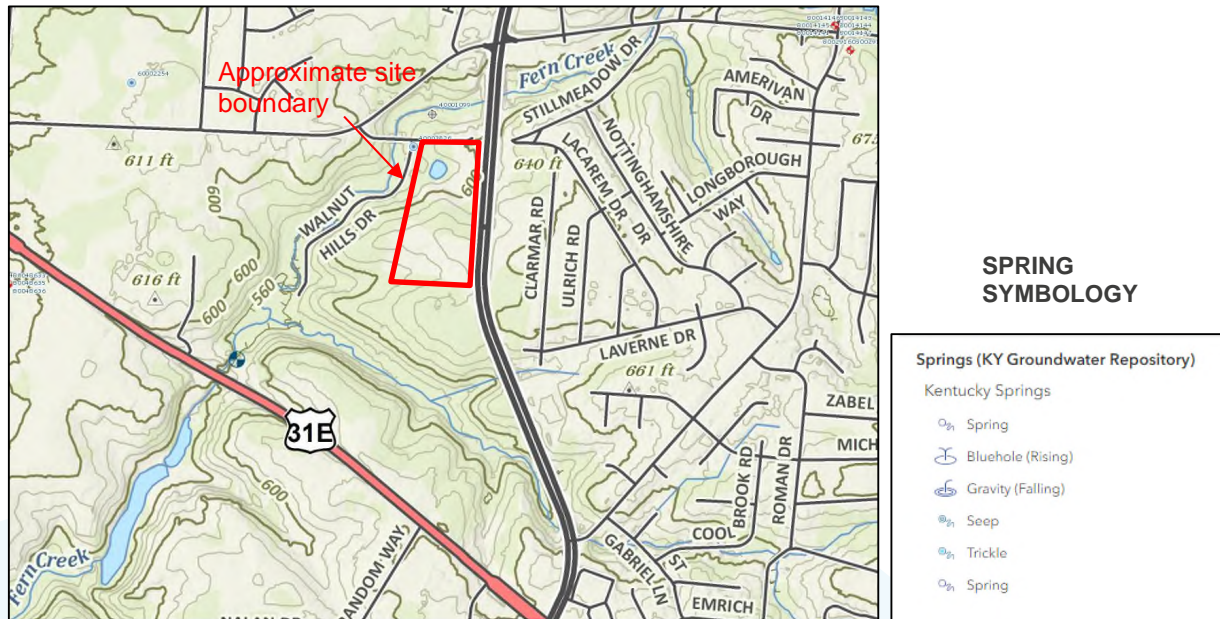 Approximate site
boundary
60002254
40001099
Fern Creek
STILLMEADOW DR
AMERIVAN
DR
611 ft
600
640 ft
600
LACAREM DR
NOTTINGHAMSHIRE
DR
LONGBOROUGH
WAY
WALNUT
HILLS DR
CLARMAR RD
ULRICH RD
616 ft
600
600
560
LAVERNE DR
661 ft
31E
ZABEL
MICH
BROOK RD
COOL
ROMAN DR
600
GABRIEL LN
ST
EMRICH
Fern Creek
RANDOM WAY
SPRING
SYMBOLOGY
Springs (KY Groundwater Repository)
Kentucky Springs
Spring
Bluehole (Rising)
Gravity (Falling)
Seep
Trickle
Spring